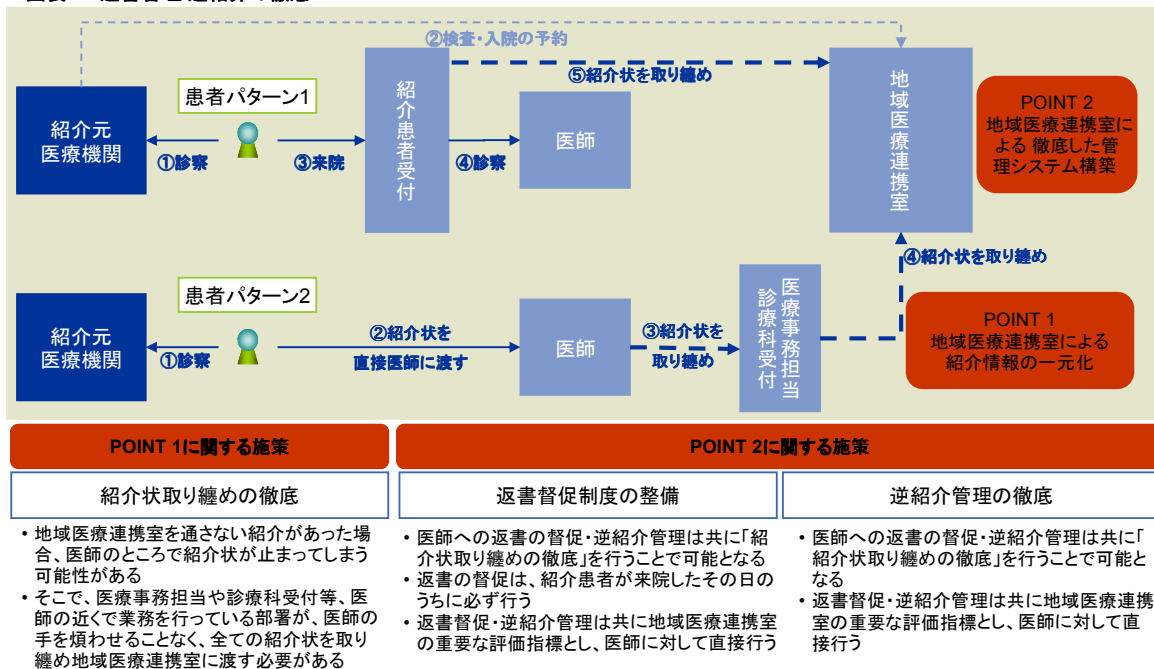 ②検査・入院の予約
⑤紹介状を取り纏め
患者パターン1
紹介元
医療機関
①診察
③来院
紹介患者受付
④診察
医師
地域医療連携室
POINT 2
地域医療連携室に
よる 徹底した管
理システム構築
④紹介状を取り纏め
患者パターン2
紹介元
医療機関
①診察
②紹介状を
直接医師に渡す
医師
③紹介状を
取り纏め
医療事務担当
診療科受付
POINT 1
地域医療連携室による
紹介情報の一元化
POINT 1に関する施策
紹介状取り纏めの徹底
• 地域医療連携室を通さない紹介があった場
合、医師のところで紹介状が止まってしまう
可能性がある
• そこで、医療事務担当や診療科受付等、医
師の近くで業務を行っている部署が、医師の
手を煩わせることなく、全ての紹介状を取り
纏め地域医療連携室に渡す必要がある
POINT 2に関する施策
返書督促制度の整備
• 医師への返書の督促・逆紹介管理は共に「紹
介状取り纏めの徹底」を行うことで可能となる
• 返書の督促は、紹介患者が来院したその日の
うちに必ず行う
• 返書督促・逆紹介管理は共に地域医療連携室
の重要な評価指標とし、医師に対して直接行う
逆紹介管理の徹底
• 医師への返書の督促・逆紹介管理は共に「
紹介状取り纏めの徹底」を行うことで可能と
なる
• 返書督促・逆紹介管理は共に地域医療連携
室の重要な評価指標とし、医師に対して直
接行う